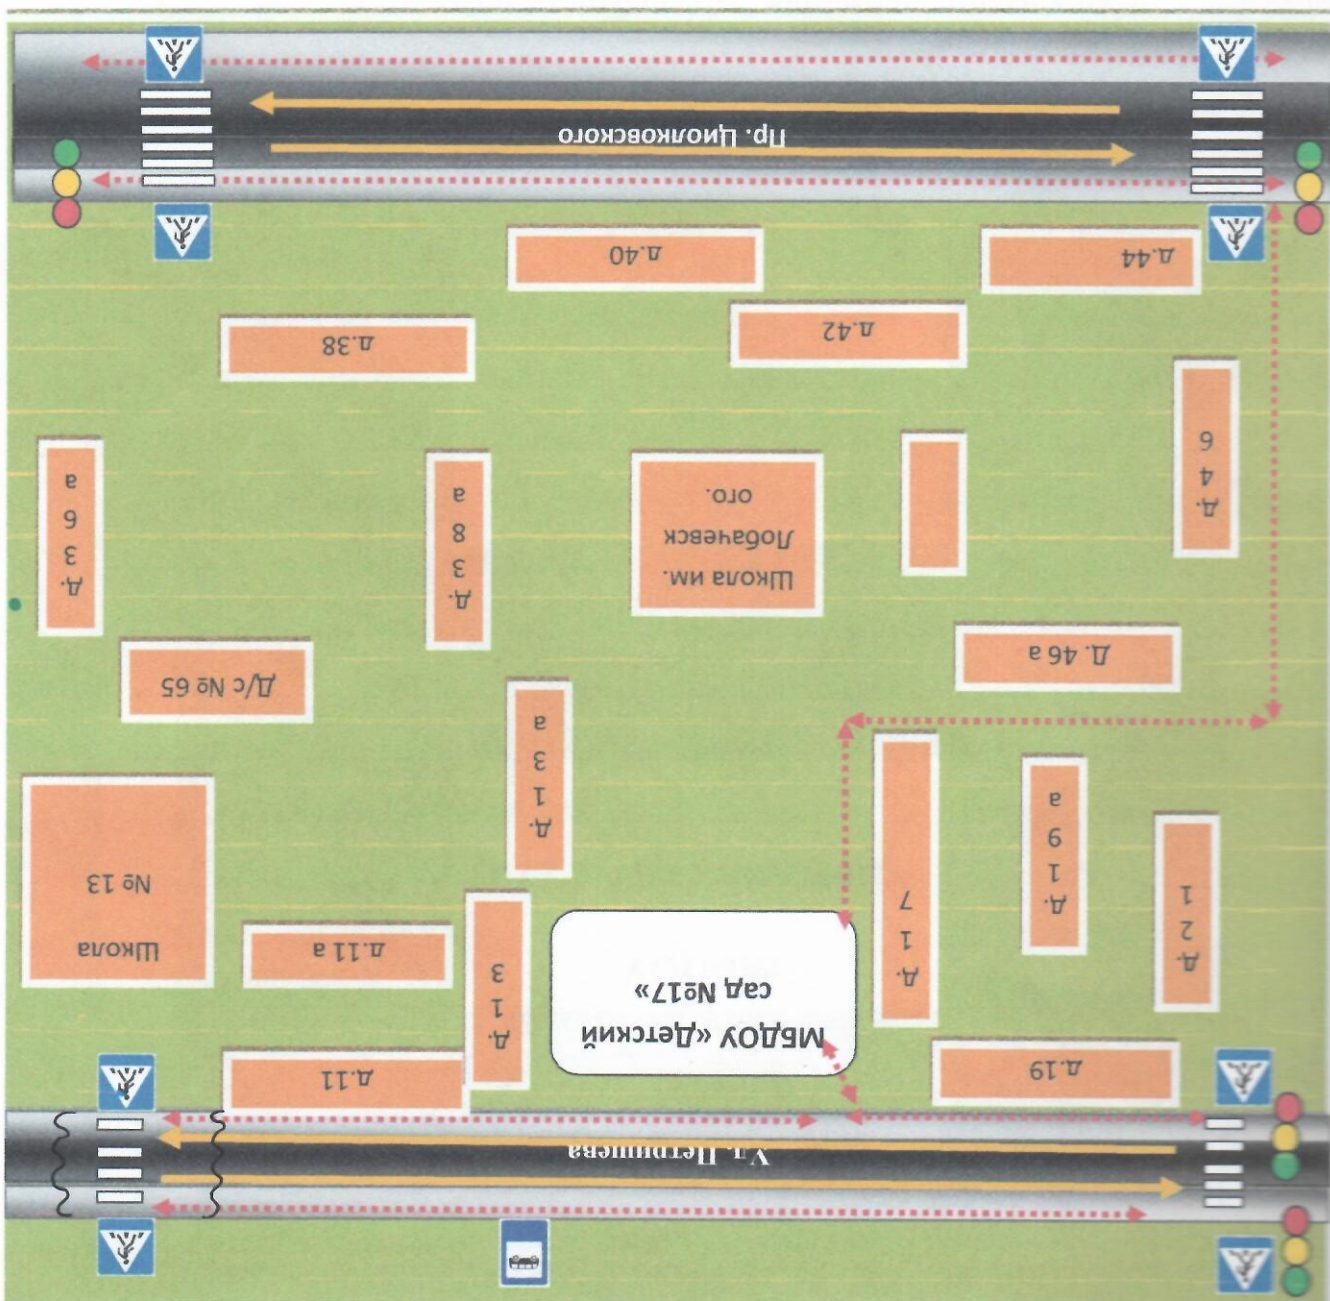 Ул. Петрищева
д.19
д.11
МБДОУ «Детский
сад №17»
д.
1
3
д.
2
1
д.
1
9
а
д.
1
7
д.11 а
Школа
№ 13
д.
1
3
а
Д. 46 а
Д/с № 65
Школа им.
Лобачевск
ого.
д.
3
8
а
д.
3
6
а
д.
4
6
д.42
д.38
д.44
д.40
Пр. Циолковского